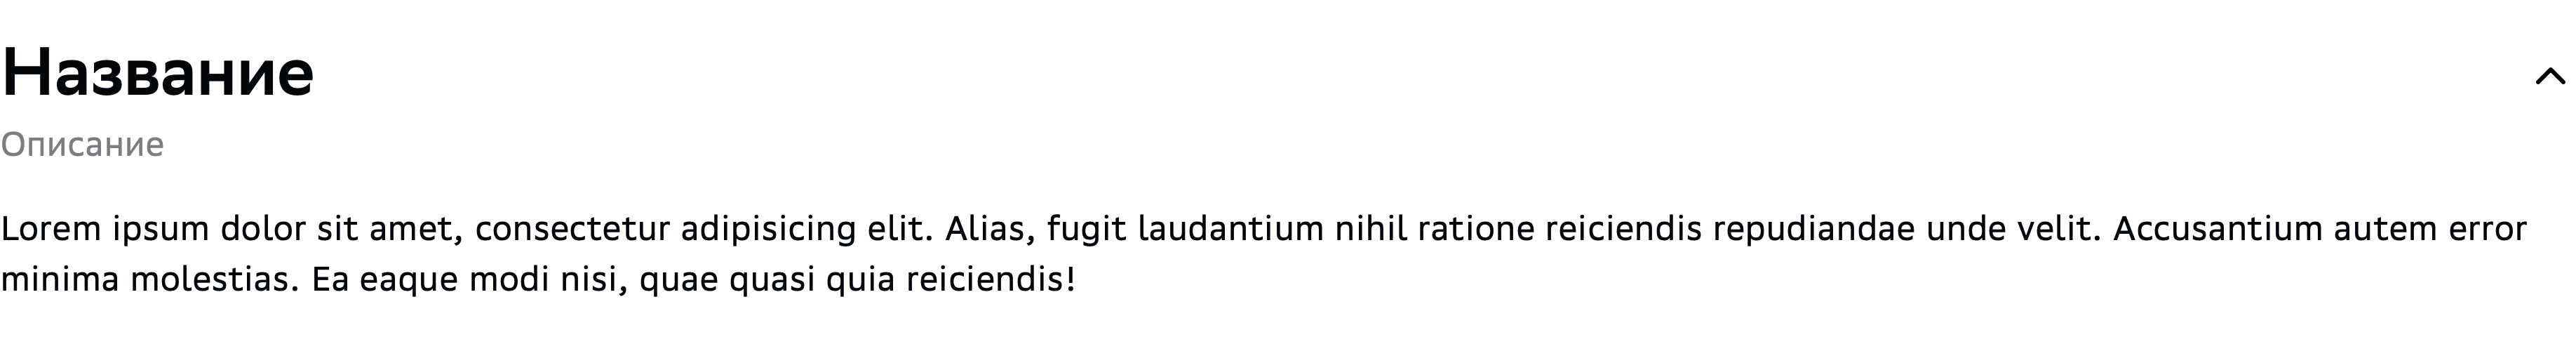 Название
Описание
Lorem ipsum dolor sit amet, consectetur adipisicing elit. Alias, fugit laudantium nihil ratione reiciendis repudiandae unde velit. Accusantium autem error
minima molestias. Ea eaque modi nisi, quae quasi quia reiciendis!